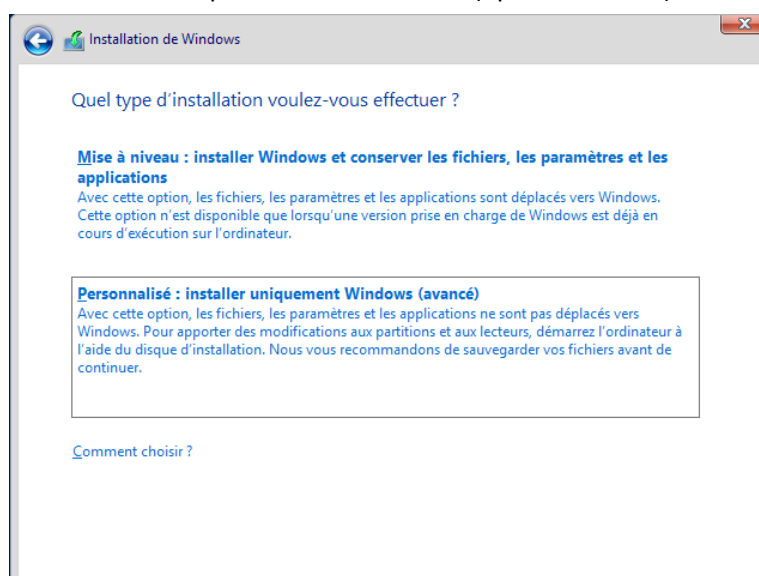 Installation de Windows
Quel type d'installation voulez-vous effectuer ?
Mise à niveau : installer Windows et conserver les fichiers, les paramètres et les
applications
Avec cette option, les fichiers, les paramètres et les applications sont déplacés vers Windows.
Cette option n'est disponible que lorsqu'une version prise en charge de Windows est déjà en
cours d'exécution sur l'ordinateur.
Personnalisé : installer uniquement Windows (avancé)
Avec cette option, les fichiers, les paramètres et les applications ne sont pas déplacés vers
Windows. Pour apporter des modifications aux partitions et aux lecteurs, démarrez l'ordinateur à
l'aide du disque d'installation. Nous vous recommandons de sauvegarder vos fichiers avant de
continuer.
Comment choisir ?